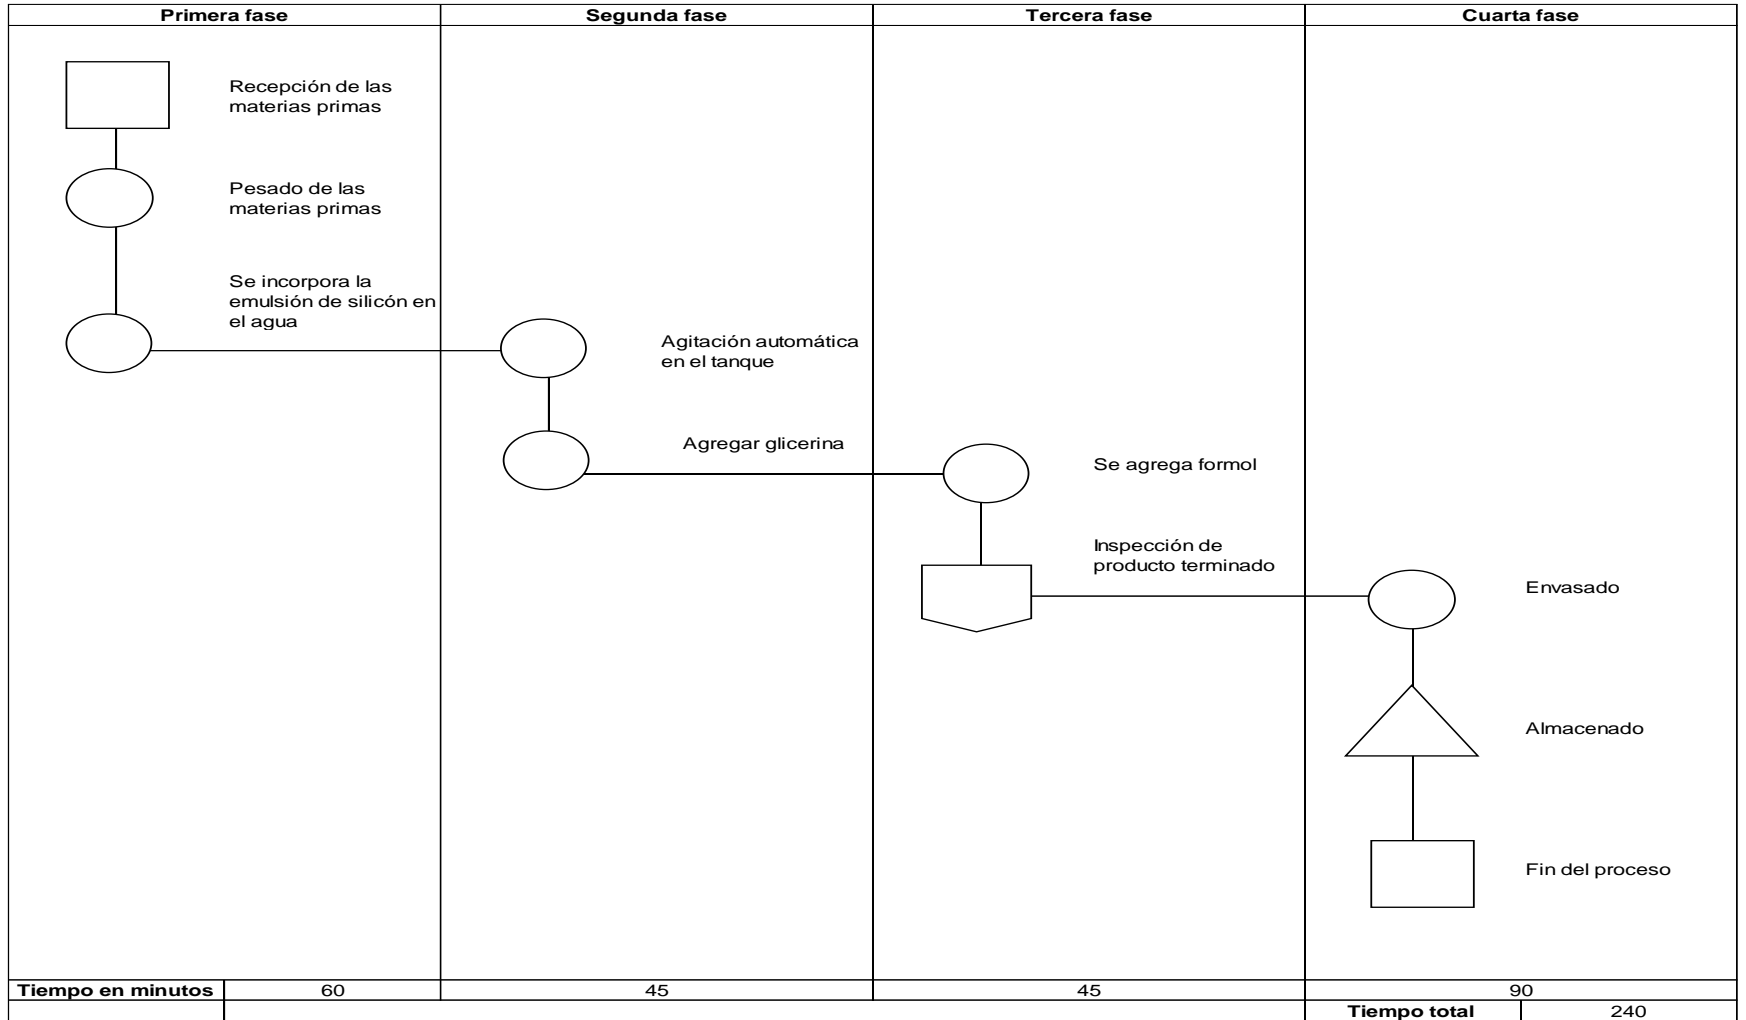 Primera fase
Segunda fase
Tercera fase
Cuarta fase
Recepción de las
materias primas
Pesado de las
materias primas
Se incorpora la
emulsión de silicón en
el agua
Agitación automática
en el tanque
Agregar glicerina
Se agrega formol
Inspección de
producto terminado
Envasado
Almacenado
Fin del proceso
Tiempo en minutos 60 45 45 90
Tiempo total 240